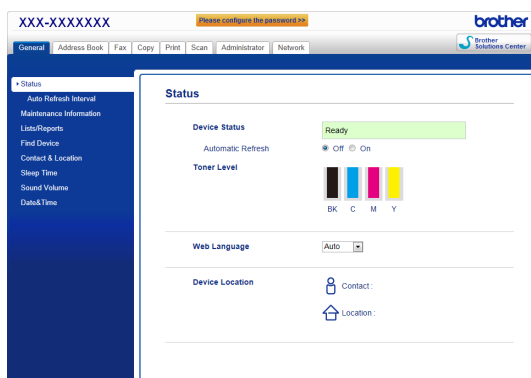 XXX-XXXXXXX
Please configure the password >>
brother
General Address Book Fax Copy Print Scan Administrator Network
Brother
Solutions Center
Status
Auto Refresh Interval
Maintenance Information
Lists/Reports
Find Device
Contact & Location
Sleep Time
Sound Volume
Date&Time
Status
Device Status Ready
Automatic Refresh Off On
Toner Level
BK C M Y
Web Language Auto
Device Location Contact :
Location :